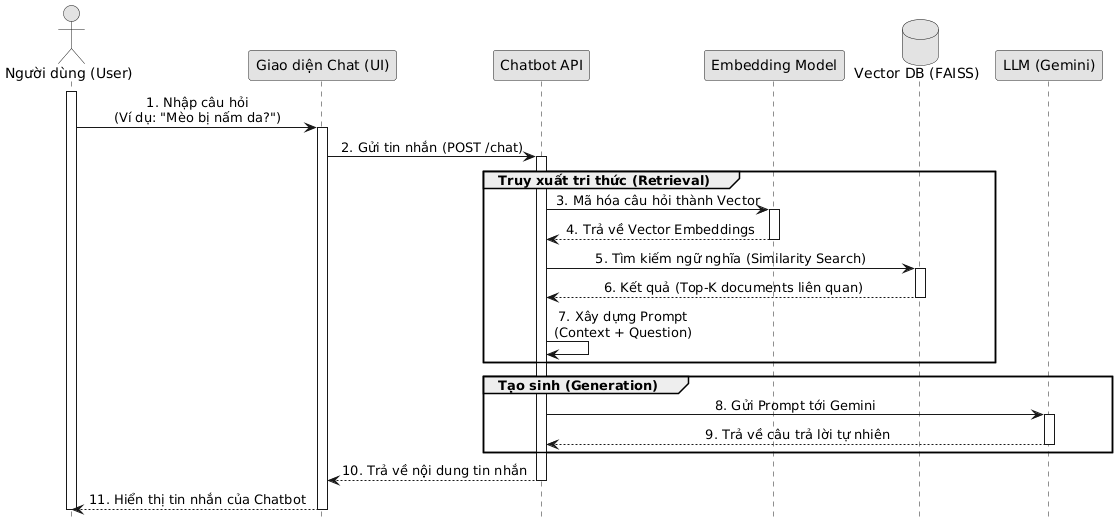 Người dùng (User)
Giao diện Chat (UI)
Chatbot API
Embedding Model
Vector DB (FAISS)
LLM (Gemini)
1. Nhập câu hỏi
(Ví dụ: "Mèo bị nấm da?")
2. Gửi tin nhắn (POST /chat)
Truy xuất tri thức (Retrieval)
3. Mã hóa câu hỏi thành Vector
4. Trả về Vector Embeddings
5. Tìm kiếm ngữ nghĩa (Similarity Search)
6. Kết quả (Top-K documents liên quan)
7. Xây dựng Prompt
(Context + Question)
Tạo sinh (Generation)
8. Gửi Prompt tới Gemini
9. Trả về câu trả lời tự nhiên
10. Trả về nội dung tin nhắn
11. Hiển thị tin nhắn của Chatbot